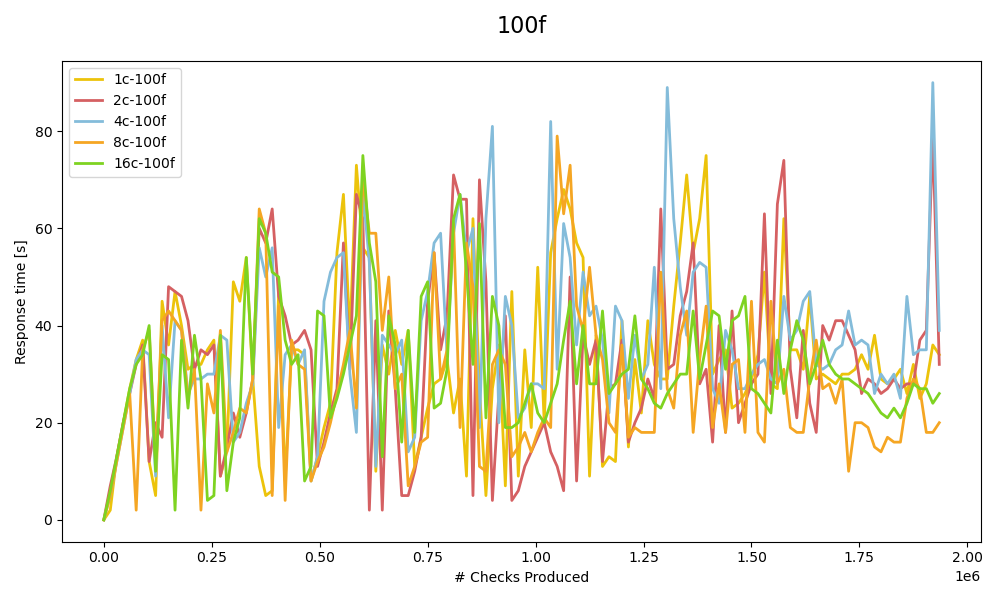 100f
1c-100f
2c-100f
4c-100f
8c-100f
16c-100f
Response time [s]
80
60
40
20
0
0.00 0.25 0.50 0.75 1.00 1.25 1.50 1.75 2.00
1e6
# Checks Produced